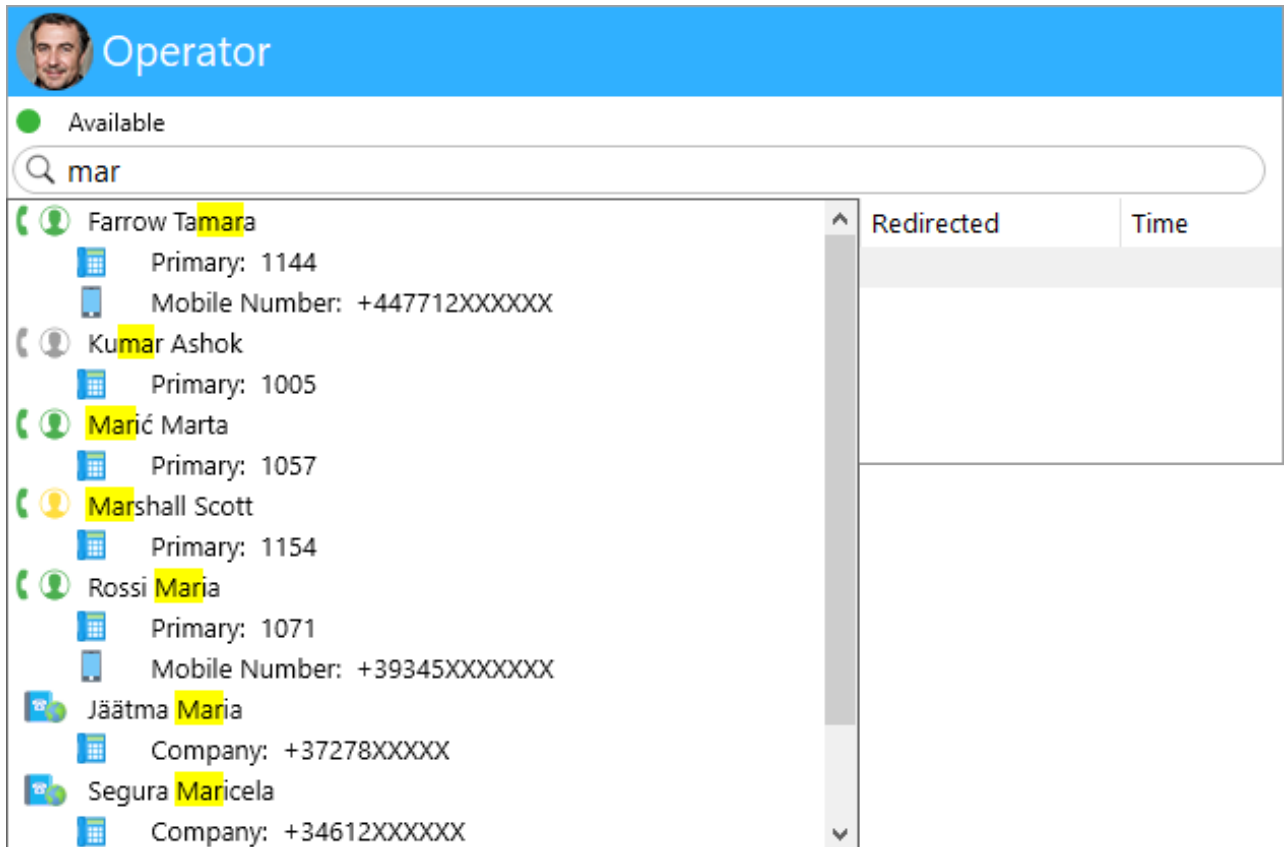 Operator
Available
mar
Redirected Time
Farrow Tamara
Primary: 1144
Mobile Number: +447712XXXXXX
Kumar Ashok
Primary: 1005
Marić Marta
Primary: 1057
Marshall Scott
Primary: 1154
Rossi Maria
Primary: 1071
Mobile Number: +39345XXXXXXX
Jäätma Maria
Company: +37278XXXXX
Segura Maricela
Company: +34612XXXXXX